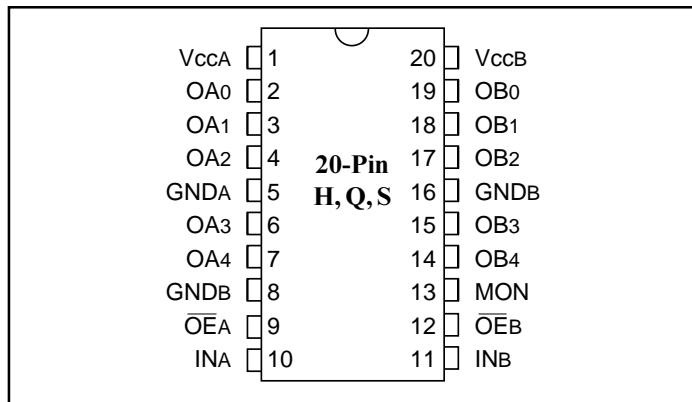 VccA 1 20 VccB
OA0 2 19 OB0
OA1 3 18 OB1
OA2 4 17 OB2
20-Pin
GNDA 5 16 GNDB
H, Q, S
OA3 6 15 OB3
OA4 7 14 OB4
GNDB 8 13 MON
OEA 9 12 OEB
INA 10 11 INB